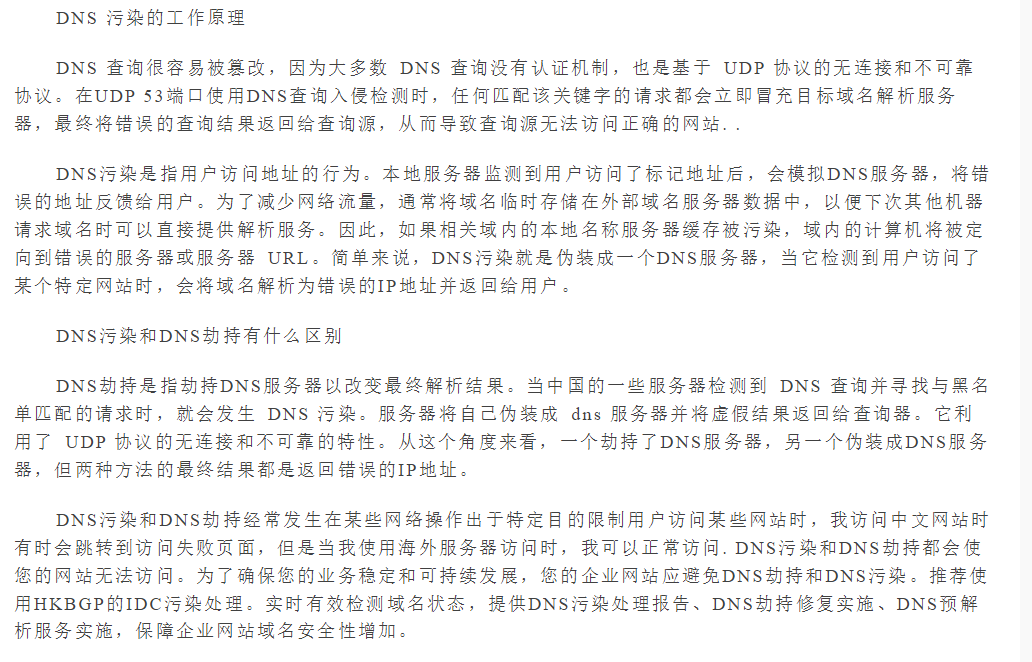 DNS 污染的工作原理
DNS 查询很容易被篡改，因为大多数 DNS 查询没有认证机制，也是基于 UDP 协议的无连接和不可靠
协议。在UDP 53端口使用DNS查询入侵检测时，任何匹配该关键字的请求都会立即冒充目标域名解析服务
器，最终将错误的查询结果返回给查询源，从而导致查询源无法访问正确的网站. .
DNS污染是指用户访问地址的行为。本地服务器监测到用户访问了标记地址后，会模拟DNS服务器，将错
误的地址反馈给用户。为了减少网络流量，通常将域名临时存储在外部域名服务器数据中，以便下次其他机器
请求域名时可以直接提供解析服务。因此，如果相关域内的本地名称服务器缓存被污染，域内的计算机将被定
向到错误的服务器或服务器 URL。简单来说，DNS污染就是伪装成一个DNS服务器，当它检测到用户访问了
某个特定网站时，会将域名解析为错误的IP地址并返回给用户。
DNS污染和DNS劫持有什么区别
DNS劫持是指劫持DNS服务器以改变最终解析结果。当中国的一些服务器检测到 DNS 查询并寻找与黑名
单匹配的请求时，就会发生 DNS 污染。服务器将自己伪装成 dns 服务器并将虚假结果返回给查询器。它利
用了 UDP 协议的无连接和不可靠的特性。从这个角度来看，一个劫持了DNS服务器，另一个伪装成DNS服务
器，但两种方法的最终结果都是返回错误的IP地址。
DNS污染和DNS劫持经常发生在某些网络操作出于特定目的限制用户访问某些网站时，我访问中文网站时
有时会跳转到访问失败页面，但是当我使用海外服务器访问时，我可以正常访问. DNS污染和DNS劫持都会使
您的网站无法访问。为了确保您的业务稳定和可持续发展，您的企业网站应避免DNS劫持和DNS污染。推荐使
用HKBGP的IDC污染处理。实时有效检测域名状态，提供DNS污染处理报告、DNS劫持修复实施、DNS预解
析服务实施，保障企业网站域名安全性增加。